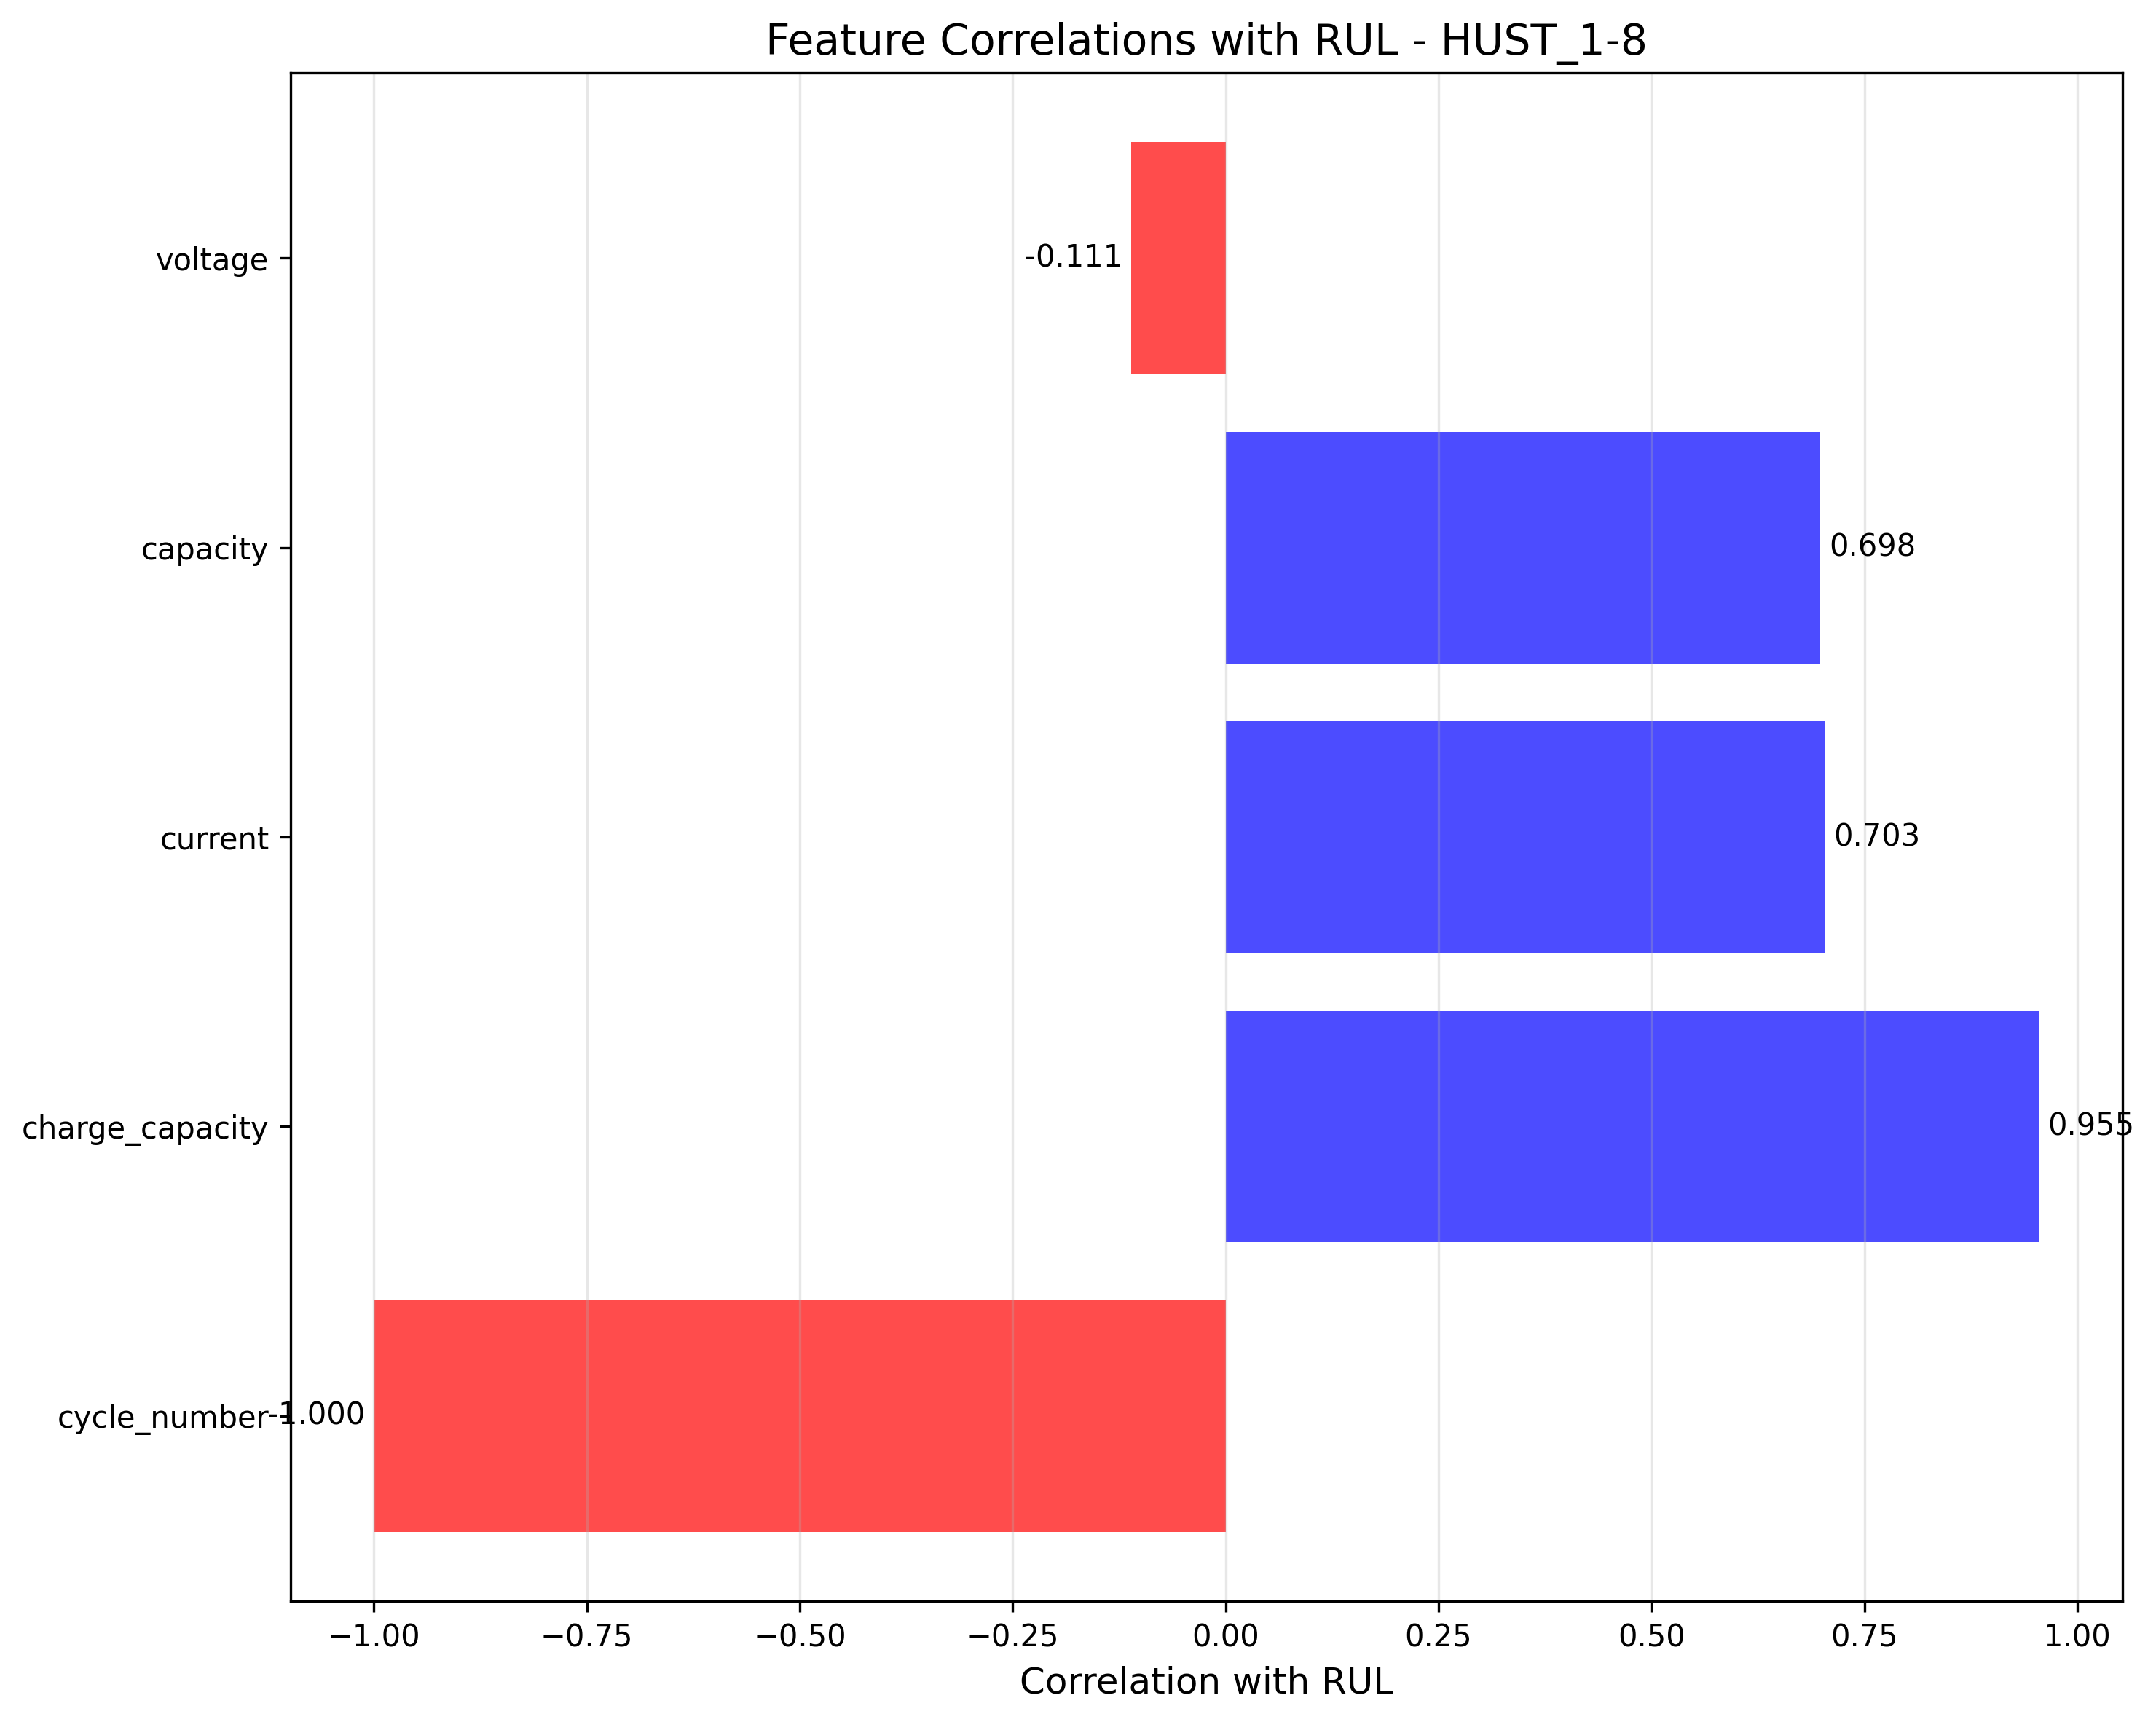 Feature Correlations with RUL - HUST_1-8
voltage
-0.111
capacity
0.698
current
0.703
charge_capacity
0.955
cycle_number
-1.000
−1.00
−0.75
−0.50
−0.25
0.00
0.25
0.50
0.75
1.00
Correlation with RUL